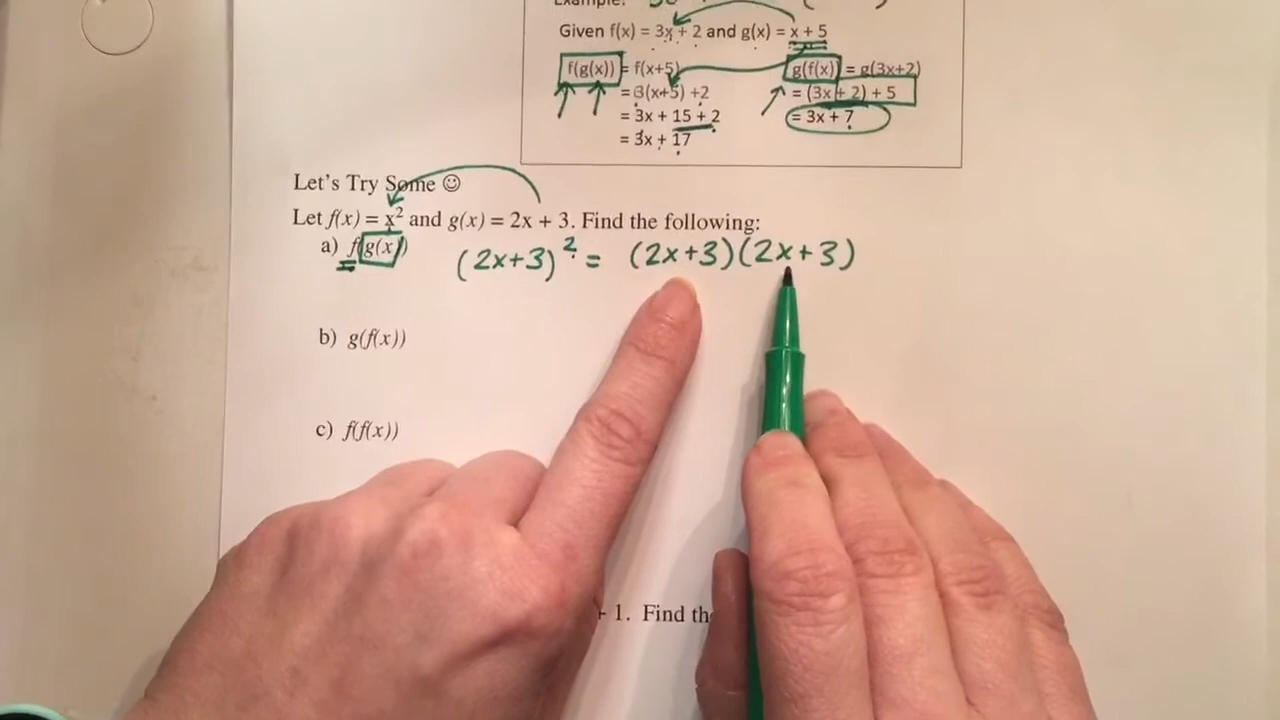 Example:
Given f(x) = 3x + 2 and g(x) = x + 5
f(g(x)) = f(x+5) g(f(x)) = g(3x+2)
= 3(x+5) +2 = (3x + 2) + 5
= 3x + 15 + 2 = 3x + 7
= 3x + 17
Let's Try Some ☺
Let f(x) = x² and g(x) = 2x + 3. Find the following:
a) f(g(x)) (2x+3)² = (2x+3)(2x+3)
b) g(f(x))
c) f(f(x))
+ 1. Find